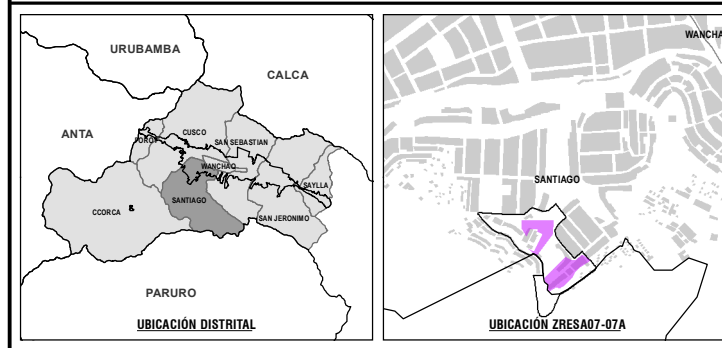 URUBAMBA
CALCA
ANTA
CUSCO
POROY
SAN SEBASTIAN
WANCHAQ
SAYLLA
SANTIAGO
CCORCA
SAN JERONIMO
PARURO
UBICACIÓN DISTRITAL
WANCHA
SANTIAGO
UBICACIÓN ZRESA07-07A